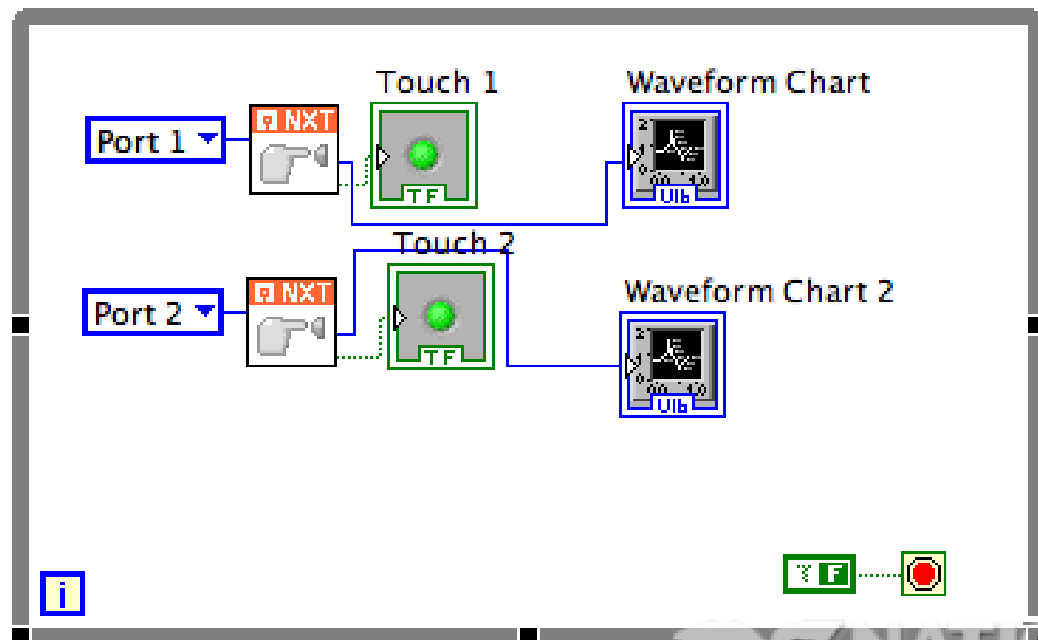 Touch 1
Waveform Chart
Port 1
NXT
TF
U16
Touch 2
Waveform Chart 2
Port 2
NXT
TF
U16
i
F